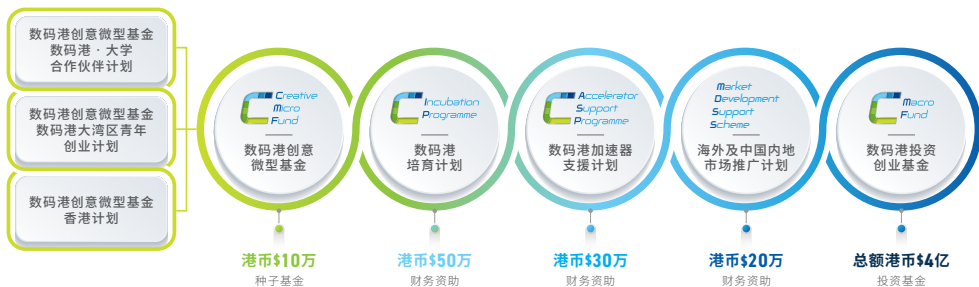 数码港创意微型基金
数码港 · 大学
合作伙伴计划
数码港创意微型基金
数码港大湾区青年
创业计划
数码港创意微型基金
香港计划
Creative
Micro
Fund
数码港创意
微型基金
港币$10万
种子基金
Incubation
Programme
数码港
培育计划
港币$50万
财务资助
Accelerator
Support
Programme
数码港加速器
支援计划
港币$30万
财务资助
Market
Development
Support
Scheme
海外及中国内地
市场推广计划
港币$20万
财务资助
Macro
Fund
数码港投资
创业基金
总额港币$4亿
投资基金